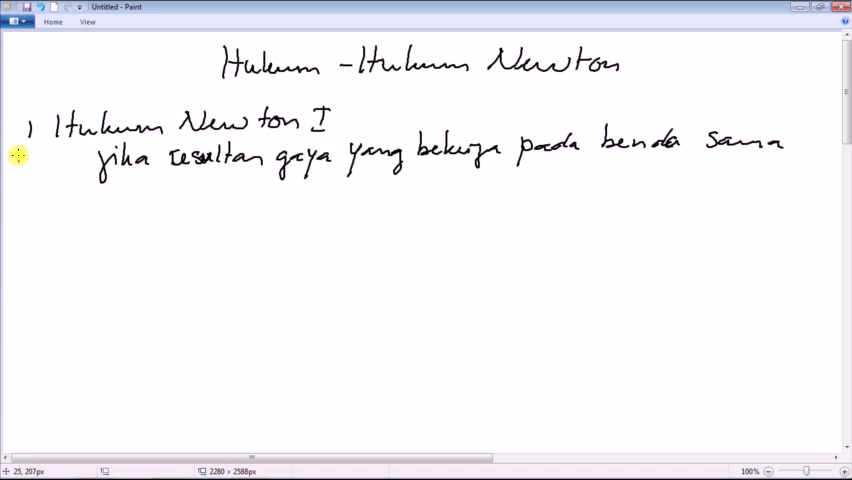 Untitled - Paint
Home View
Hukum - Hukum Newton
1) Hukum Newton I
jika resultan gaya yang bekerja pada benda sama
25, 207px
2280 × 2588px
100%